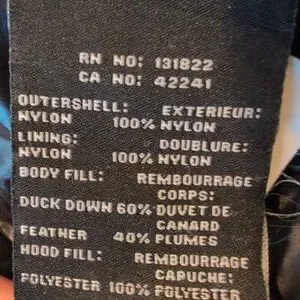 RN NO: 131822
CA NO: 42241
OUTERSHELL: EXTERIEUR:
NYLON 100% NYLON
LINING: DOUBLURE:
NYLON 100% NYLON
BODY FILL: REMBOURRAGE
CORPS:
DUCK DOWN 60% DUVET DE
CANARD
FEATHER 40% PLUMES
HOOD FILL: REMBOURRAGE
CAPUCHE:
POLYESTER 100% POLYESTER